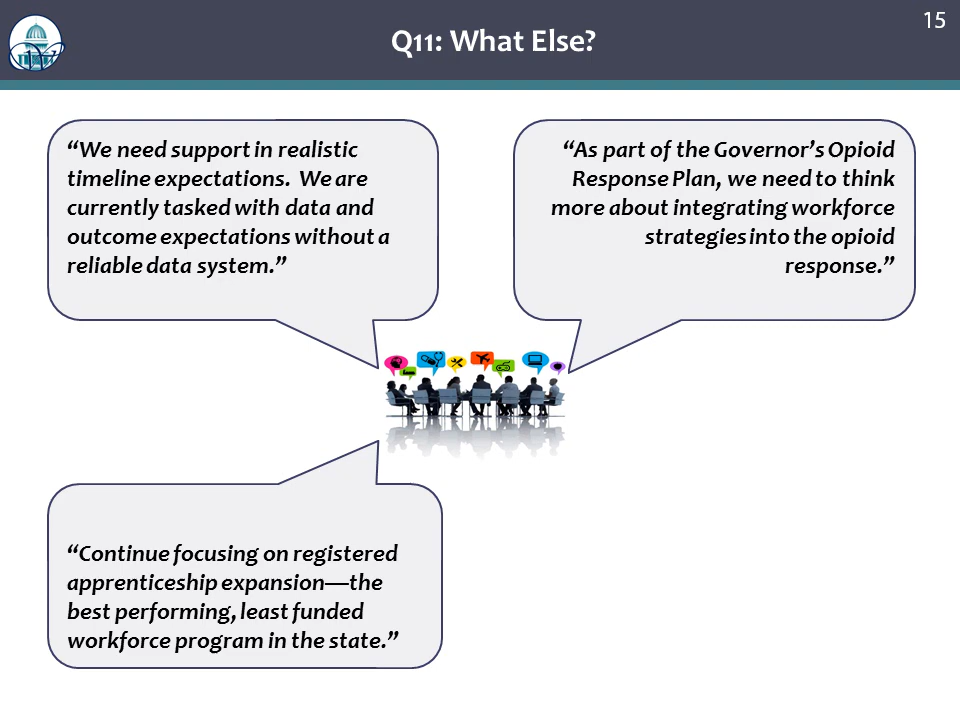 15
Q11: What Else?
“We need support in realistic
timeline expectations.  We are
currently tasked with data and
outcome expectations without a
reliable data system.”
“As part of the Governor’s Opioid
Response Plan, we need to think
more about integrating workforce
strategies into the opioid
response.”
“Continue focusing on registered
apprenticeship expansion—the
best performing, least funded
workforce program in the state.”